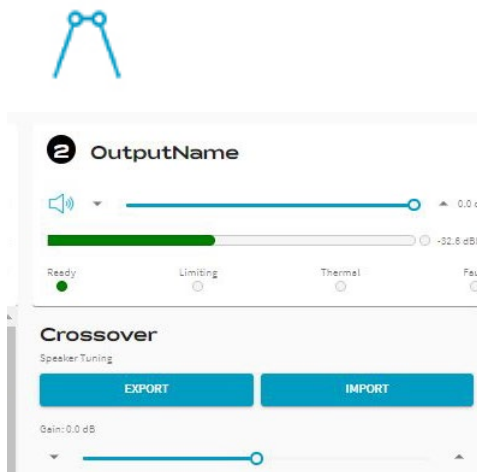 2 OutputName
0.0 d
-32.6 dB
Ready Limiting Thermal Fau
Crossover
Speaker Tuning
EXPORT IMPORT
Gain: 0.0 dB